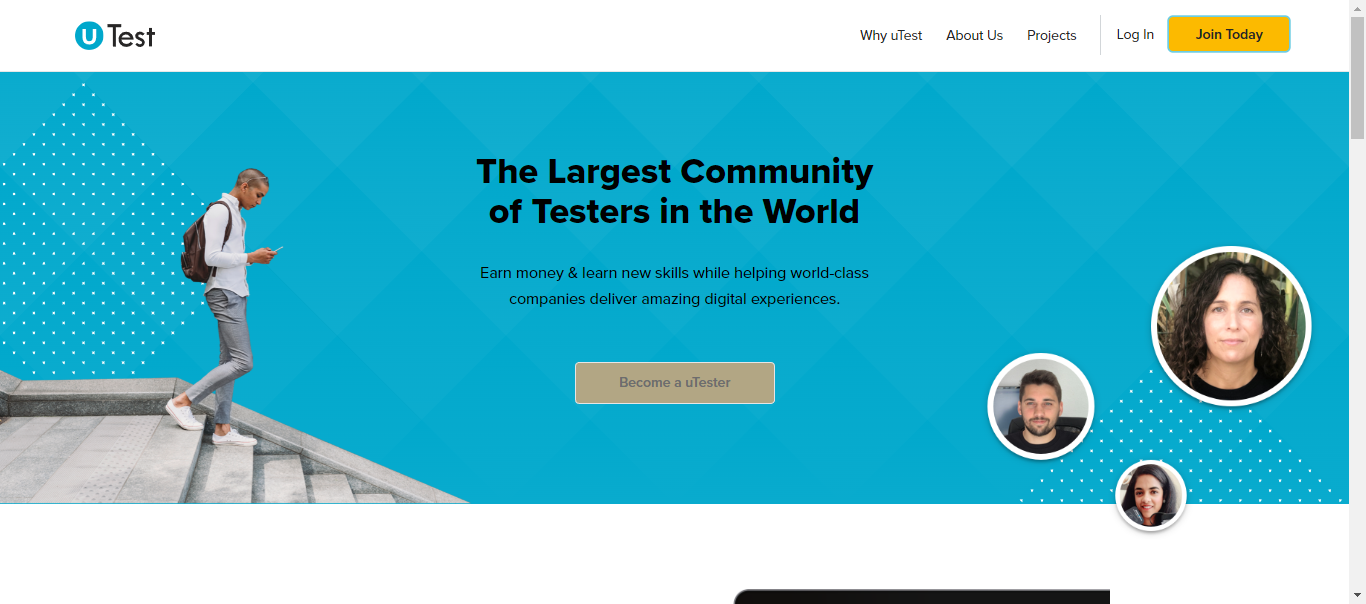 uTest
Why uTest
About Us
Projects
Log In
Join Today
The Largest Community
of Testers in the World
Earn money & learn new skills while helping world-class
companies deliver amazing digital experiences.
Become a uTester